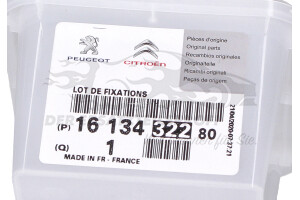 PEUGEOT
CITROËN
Pièces d'origine
Original parts
Recambios originales
Originalteile
Ricambi originali
Peças de origem
LOT DE FIXATIONS
(P) 16 134 322 80
(Q) 1
MADE IN FR - FRANCE